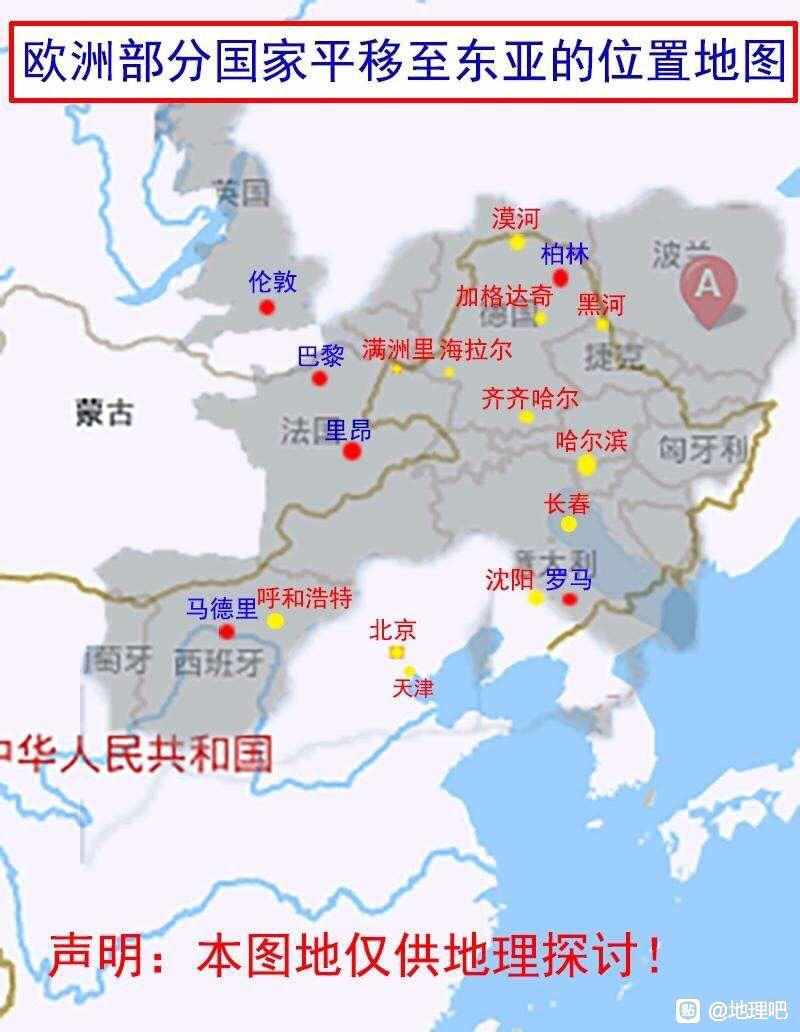 欧洲部分国家平移至东亚的位置地图
英国
漠河
柏林
波兰
伦敦
加格达奇
黑河
A
德国
巴黎
满洲里
海拉尔
捷克
齐齐哈尔
蒙古
法国
里昂
哈尔滨
匈牙利
长春
意大利
沈阳
罗马
马德里
呼和浩特
北京
葡萄牙
西班牙
天津
中华人民共和国
声明：本图地仅供地理探讨！
贴 @地理吧